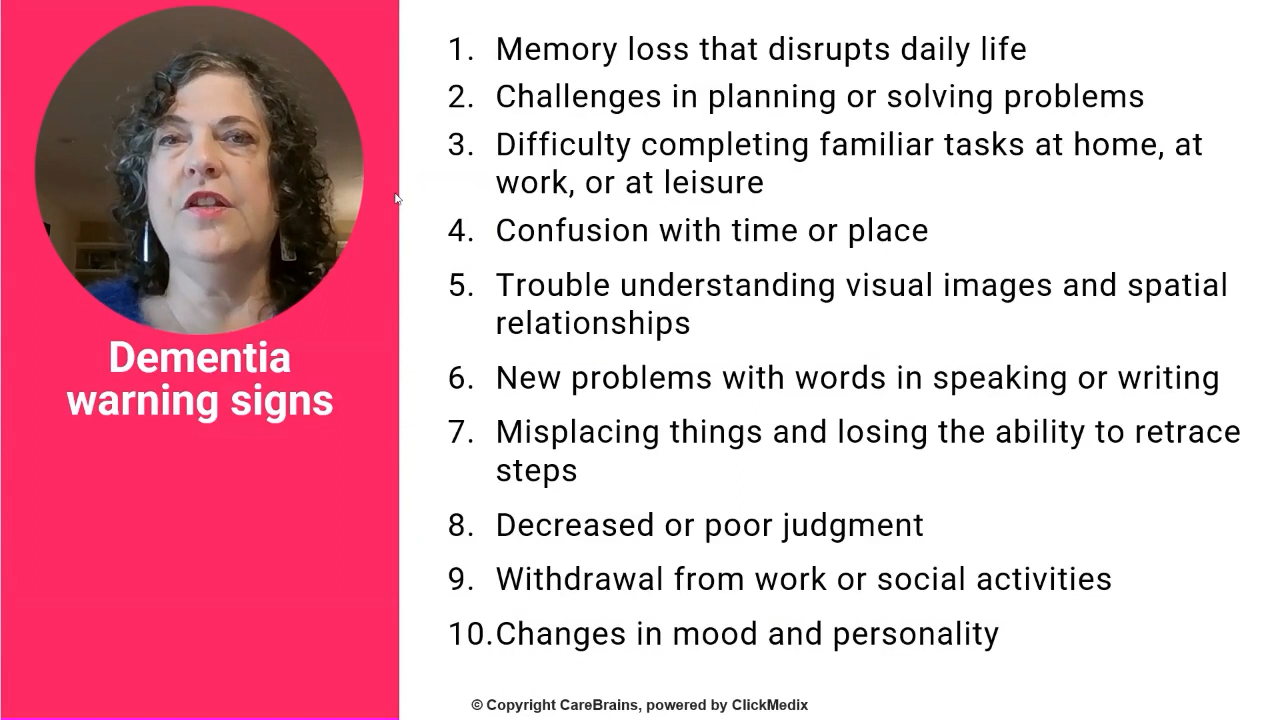 Dementia
warning signs
1. Memory loss that disrupts daily life
2. Challenges in planning or solving problems
3. Difficulty completing familiar tasks at home, at
work, or at leisure
4. Confusion with time or place
5. Trouble understanding visual images and spatial
relationships
6. New problems with words in speaking or writing
7. Misplacing things and losing the ability to retrace
steps
8. Decreased or poor judgment
9. Withdrawal from work or social activities
10.Changes in mood and personality
© Copyright CareBrains, powered by ClickMedix